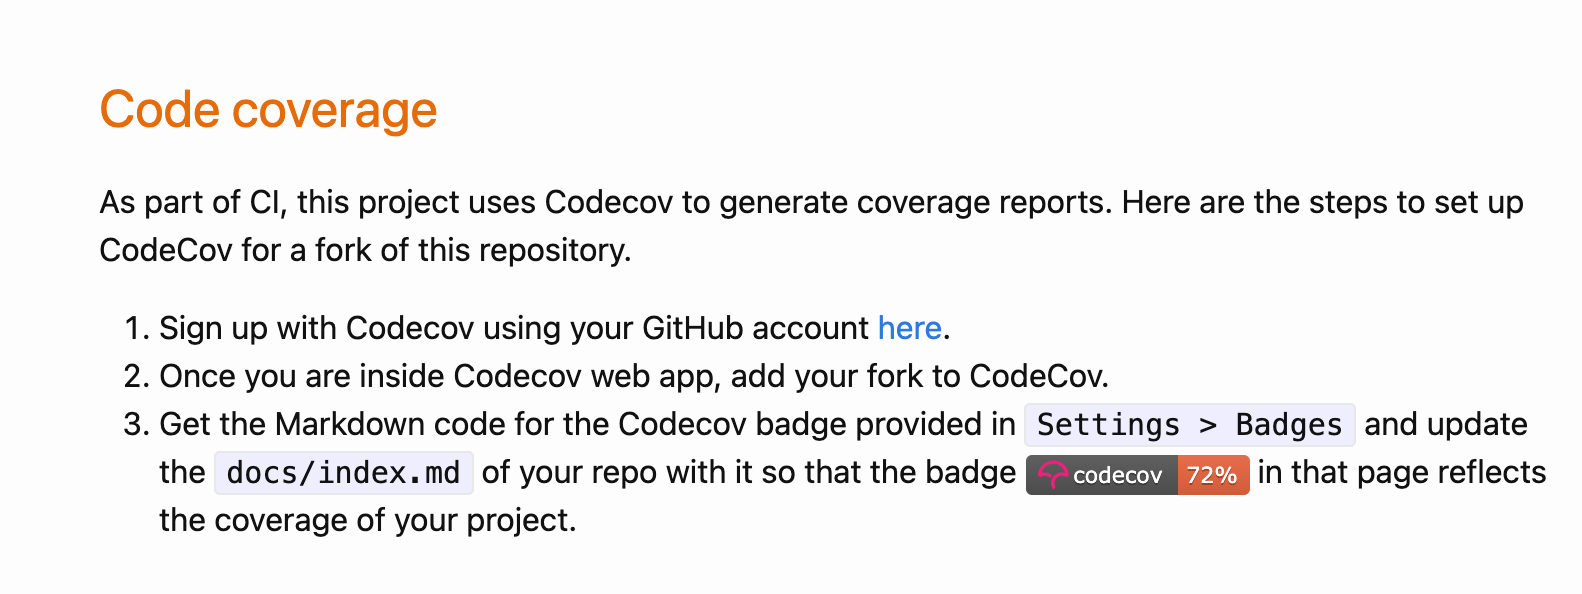 Code coverage
As part of CI, this project uses Codecov to generate coverage reports. Here are the steps to set up
CodeCov for a fork of this repository.
1. Sign up with Codecov using your GitHub account here.
2. Once you are inside Codecov web app, add your fork to CodeCov.
3. Get the Markdown code for the Codecov badge provided in Settings > Badges and update
the docs/index.md of your repo with it so that the badge codecov 72% in that page reflects
the coverage of your project.